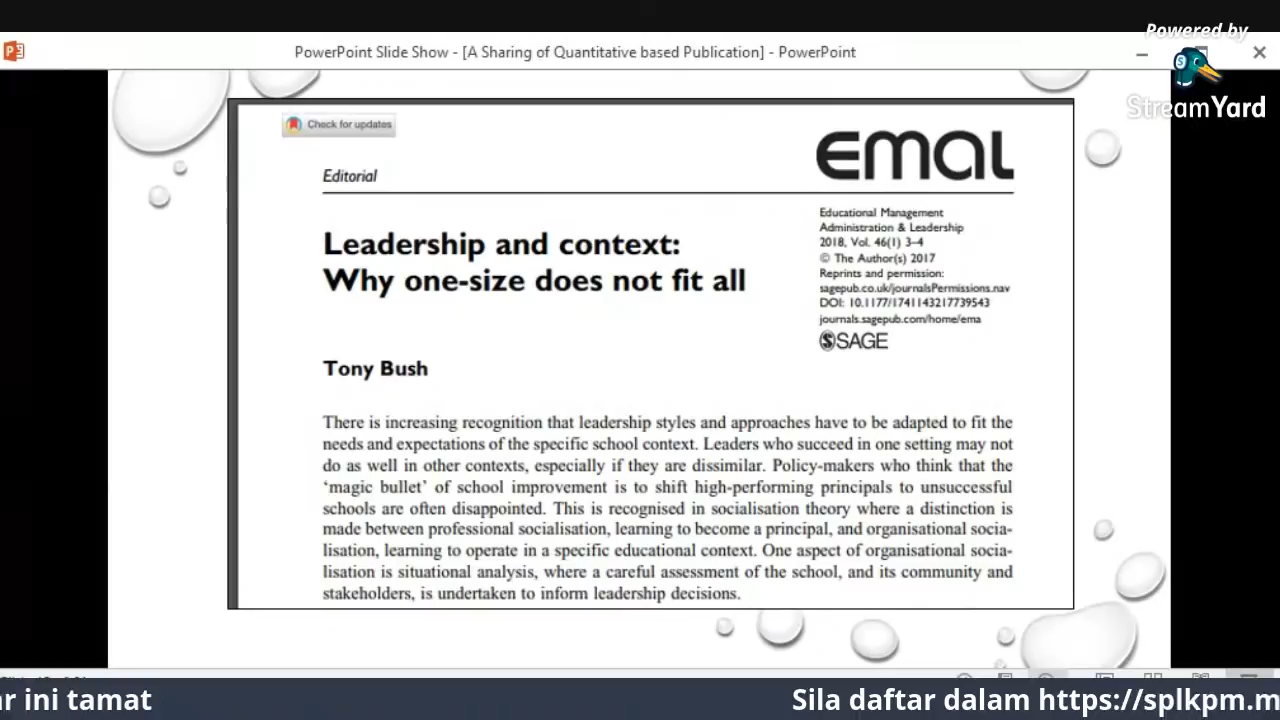 Powered by
PowerPoint Slide Show - [A Sharing of Quantitative based Publication] - PowerPoint
StreamYard
Check for updates
emal
Editorial
Educational Management
Administration & Leadership
2018, Vol. 46(1) 3–4
© The Author(s) 2017
Reprints and permission:
sagepub.co.uk/journalsPermissions.nav
DOI: 10.1177/1741143217739543
journals.sagepub.com/home/ema
SAGE
Leadership and context:
Why one-size does not fit all
Tony Bush
There is increasing recognition that leadership styles and approaches have to be adapted to fit the
needs and expectations of the specific school context. Leaders who succeed in one setting may not
do as well in other contexts, especially if they are dissimilar. Policy-makers who think that the
‘magic bullet’ of school improvement is to shift high-performing principals to unsuccessful
schools are often disappointed. This is recognised in socialisation theory where a distinction is
made between professional socialisation, learning to become a principal, and organisational socia-
lisation, learning to operate in a specific educational context. One aspect of organisational socia-
lisation is situational analysis, where a careful assessment of the school, and its community and
stakeholders, is undertaken to inform leadership decisions.
ar ini tamat
Sila daftar dalam https://splkpm.m